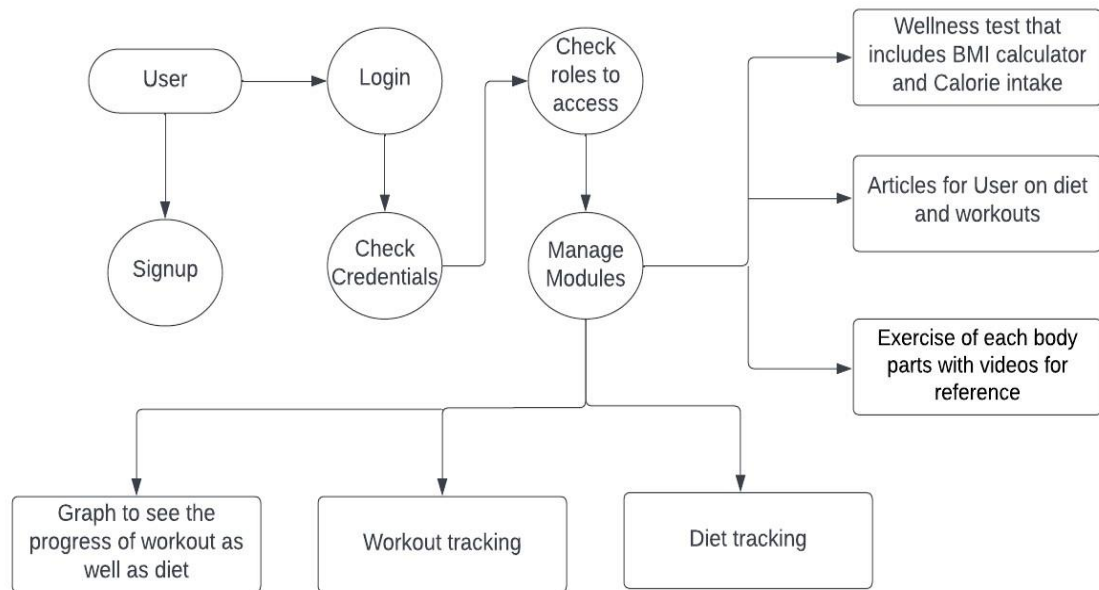 User
Login
Check
roles to
access
Wellness test that
includes BMI calculator
and Calorie intake
Signup
Check
Credentials
Manage
Modules
Articles for User on diet
and workouts
Exercise of each body
parts with videos for
reference
Graph to see the
progress of workout as
well as diet
Workout tracking
Diet tracking